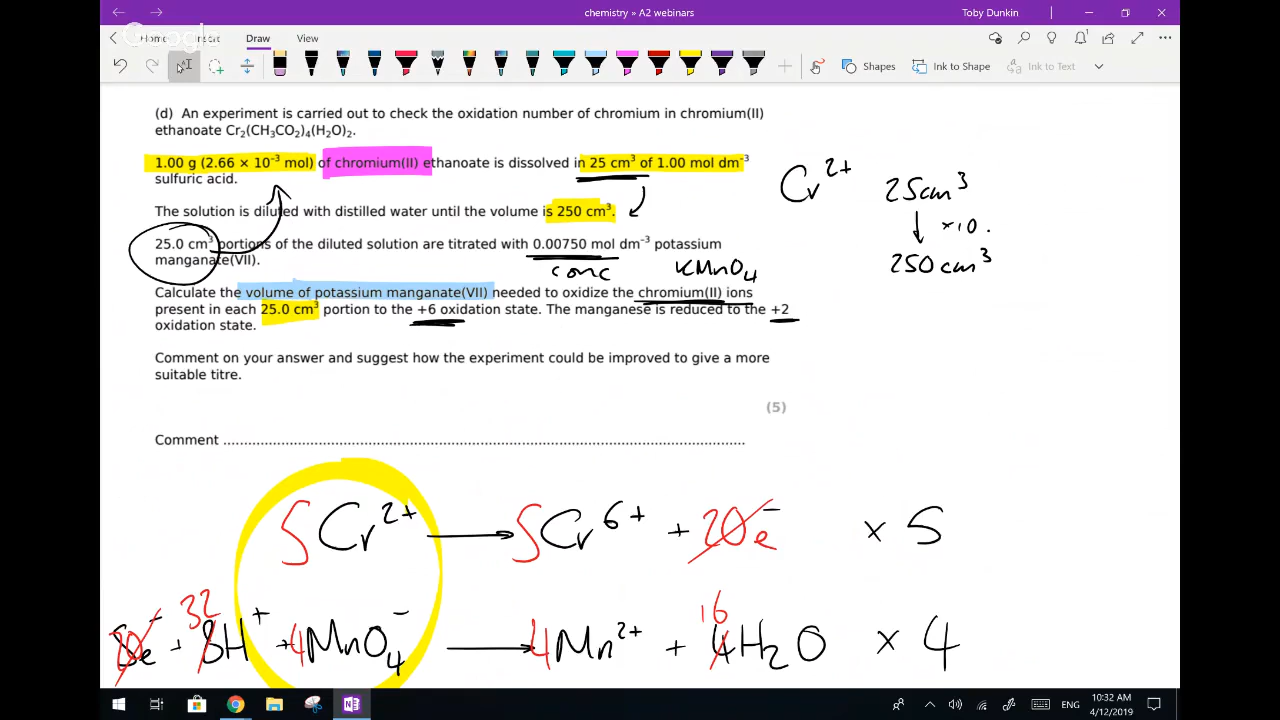 chemistry » A2 webinars
Toby Dunkin
Google
Home Insert Draw View
Shapes
Ink to Shape
Ink to Text
(d) An experiment is carried out to check the oxidation number of chromium in chromium(II)
ethanoate Cr₂(CH₃CO₂)₄(H₂O)₂.
1.00 g (2.66 × 10⁻³ mol) of chromium(II) ethanoate is dissolved in 25 cm³ of 1.00 mol dm⁻³
sulfuric acid.
The solution is diluted with distilled water until the volume is 250 cm³.
25.0 cm³ portions of the diluted solution are titrated with 0.00750 mol dm⁻³ potassium
manganate(VII).
conc KMnO₄
Calculate the volume of potassium manganate(VII) needed to oxidize the chromium(II) ions
present in each 25.0 cm³ portion to the +6 oxidation state. The manganese is reduced to the +2
oxidation state.
Comment on your answer and suggest how the experiment could be improved to give a more
suitable titre.
(5)
Comment ................................................................................
Cr²⁺ 25cm³
×10.
250cm³
5Cr²⁺ → 5Cr⁶⁺ + 20e⁻ × 5
20e⁻ + 32 8H⁺ + 4MnO₄⁻ → 4Mn²⁺ + 16 4H₂O × 4
ENG
10:32 AM
4/12/2019